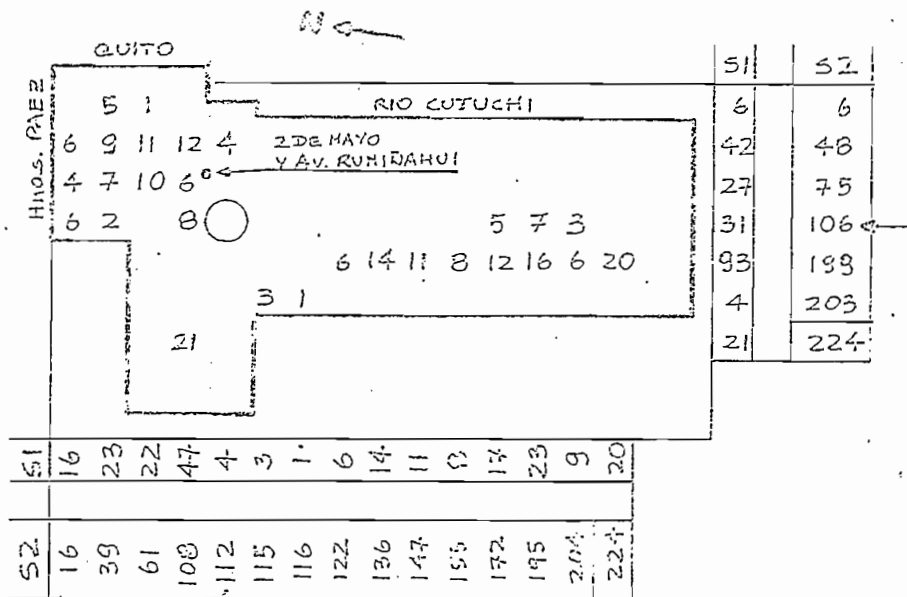 N
QUITO
S1 S2
HNOS. PAEZ
5 1
RIO CUTUCHI
6 6
6 9 11 12 4
2 DE MAYO
Y AV. RUMIÑAHUI
42 48
4 7 10 6 C
27 75
6 2 8
5 7 3
31 106
6 14 11 8 12 16 6 20
93 199
3 1
4 203
21
21 224
S1 16 23 22 47 4 3 1 6 14 11 8 17 23 9 20
S2 16 39 61 108 112 115 116 122 136 147 155 172 195 204 224